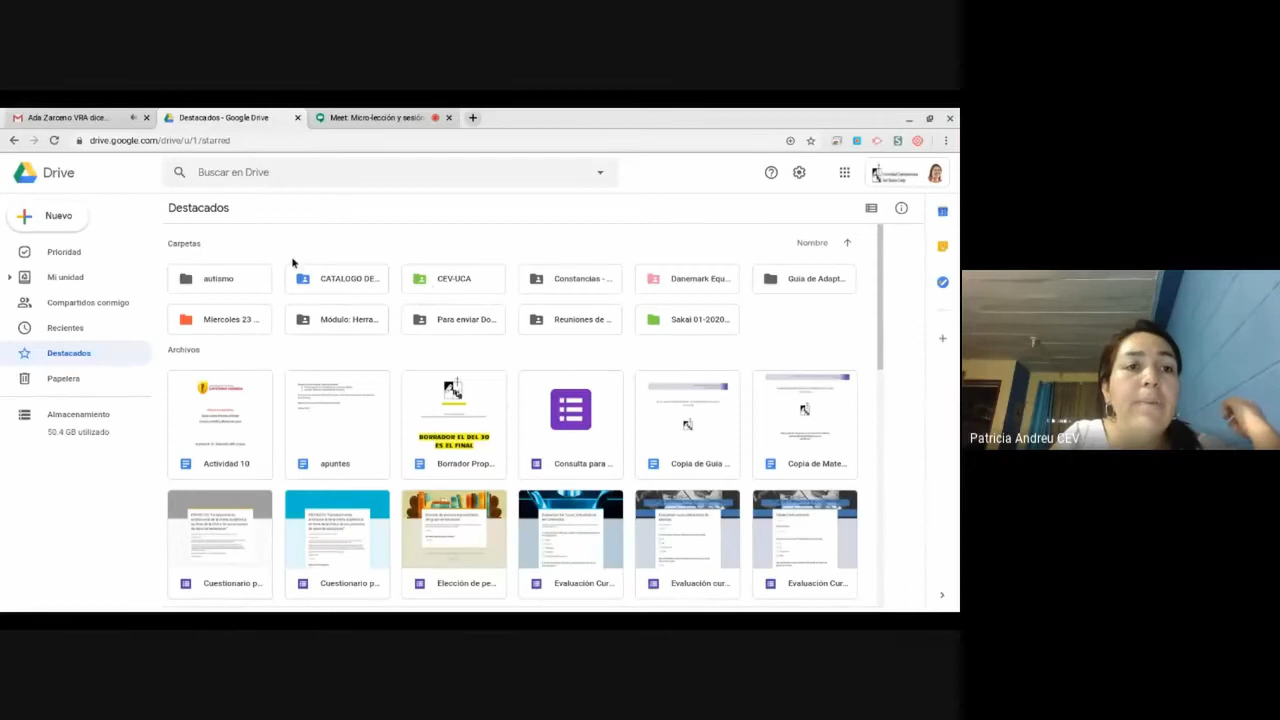 Ada Zarceno VRA dice...
Destacados - Google Drive
Meet: Micro-lección y sesión
drive.google.com/drive/u/1/starred
Drive
Buscar en Drive
Nuevo
Destacados
Prioridad
Mi unidad
Compartidos conmigo
Recientes
Destacados
Papelera
Almacenamiento
50.4 GB utilizado
Carpetas
Nombre
autismo
CATALOGO DE...
CEV-UCA
Constancias - ...
Danemark Equ...
Guia de Adapt...
Miercoles 23 ...
Módulo: Herra...
Para enviar Do...
Reuniones de ...
Sakai 01-2020...
Archivos
BORRADOR EL DEL 30
ES EL FINAL
Actividad 10
apuntes
Borrador Prop...
Consulta para ...
Copia de Guia ...
Copia de Mate...
Cuestionario p...
Cuestionario p...
Elección de pe...
Evaluación Cur...
Evaluación cur...
Evaluación Cur...
Patricia Andreu CEV